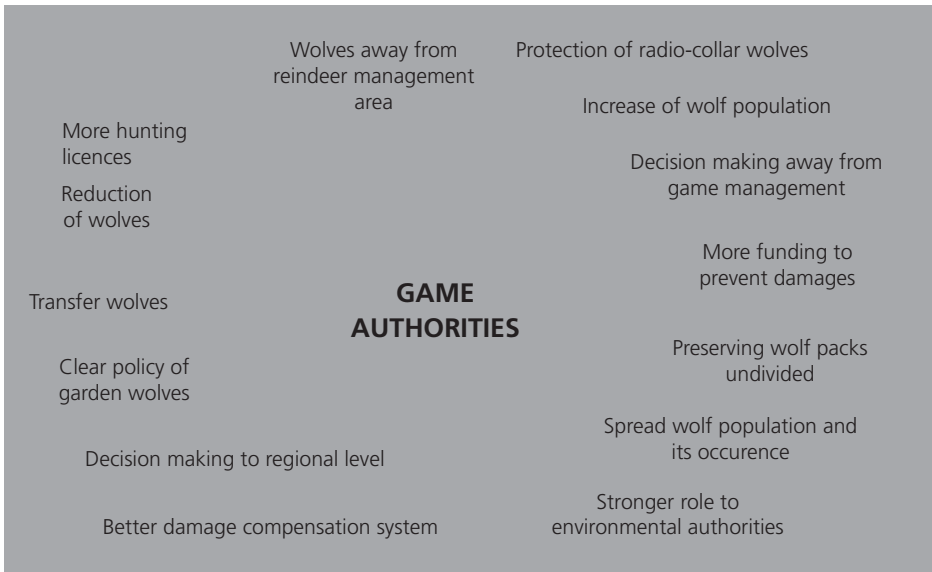 Wolves away from
reindeer management
area
Protection of radio-collar wolves
Increase of wolf population
More hunting
licences
Decision making away from
game management
Reduction
of wolves
More funding to
prevent damages
Transfer wolves
GAME
AUTHORITIES
Preserving wolf packs
undivided
Clear policy of
garden wolves
Spread wolf population and
its occurence
Decision making to regional level
Stronger role to
environmental authorities
Better damage compensation system